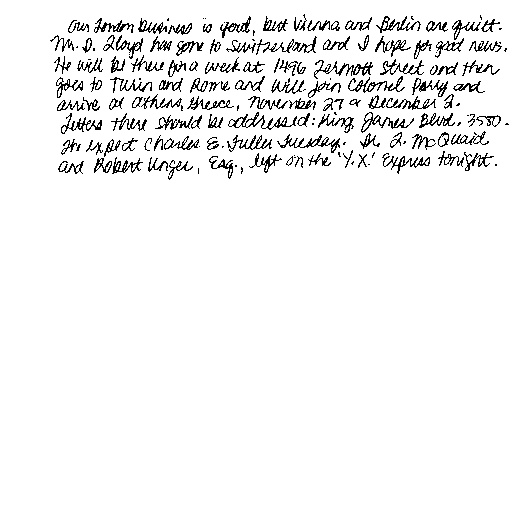 Our London business is good, but Vienna and Berlin are quiet.
Mr. D. Lloyd has gone to Switzerland and I hope for good news.
He will be there for a week at 1496 Zermott Street and then
goes to Turin and Rome and will join Colonel Parry and
arrive at Athens, Greece, November 27 or December 2.
Letters there should be addressed: King James Blvd. 3580.
We expect Charles E. Fuller Tuesday. Dr. L. McQuaid
and Robert Unger, Esq., left on the 'Y.X.' Express tonight.